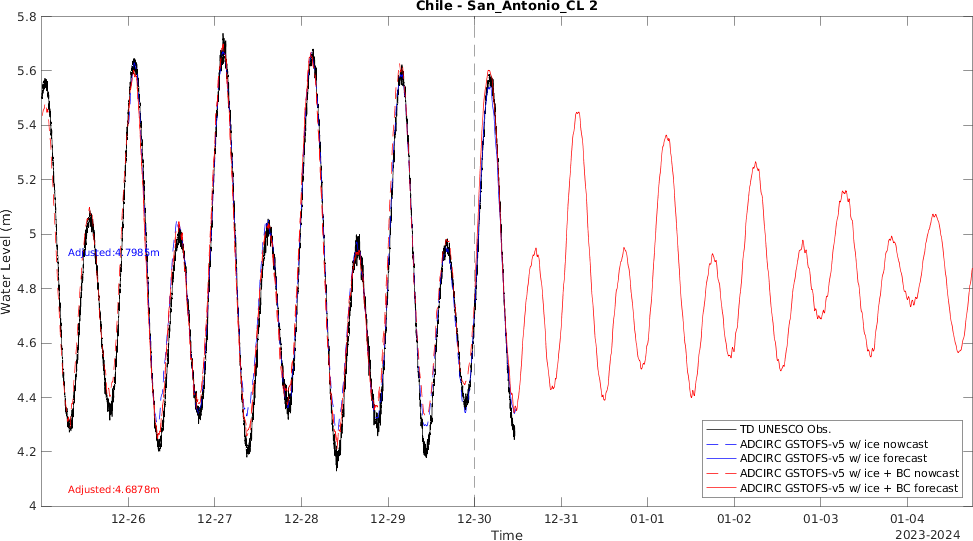 Chile - San_Antonio_CL 2
5.8
5.6
5.4
5.2
5
4.8
4.6
4.4
4.2
4
Water Level (m)
Adjusted:4.7985m
Adjusted:4.6878m
TD UNESCO Obs.
ADCIRC GSTOFS-v5 w/ ice nowcast
ADCIRC GSTOFS-v5 w/ ice forecast
ADCIRC GSTOFS-v5 w/ ice + BC nowcast
ADCIRC GSTOFS-v5 w/ ice + BC forecast
12-26 12-27 12-28 12-29 12-30 12-31 01-01 01-02 01-03 01-04
Time
2023-2024